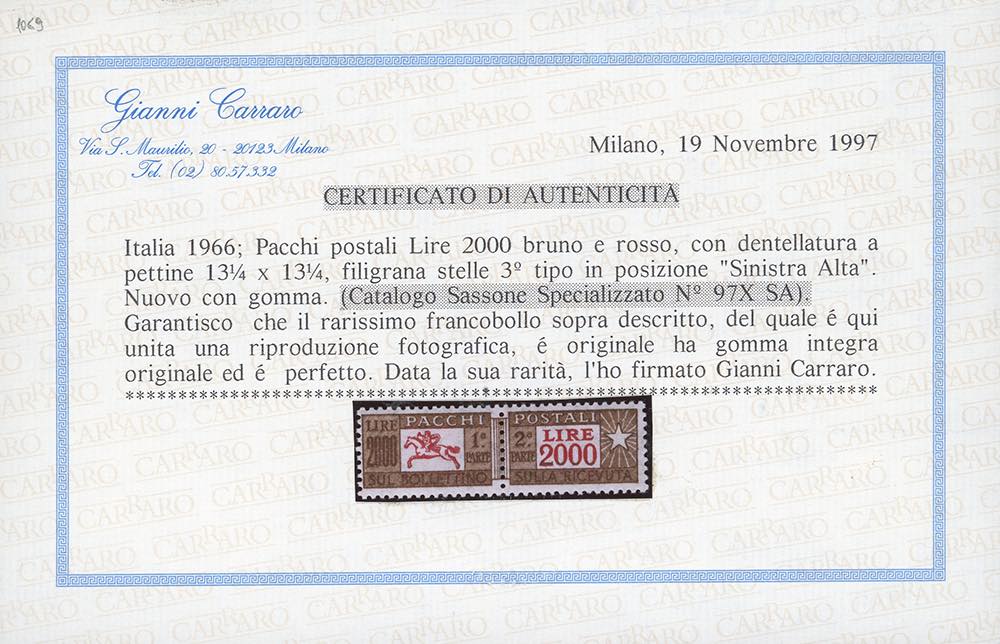 1069
Gianni Carraro
Via S. Maurilio, 20 - 20123 Milano
Tel. (02) 80.57.332
Milano, 19 Novembre 1997
CERTIFICATO DI AUTENTICITA
Italia 1966; Pacchi postali Lire 2000 bruno e rosso, con dentellatura a
pettine 13¼ x 13¼, filigrana stelle 3º tipo in posizione "Sinistra Alta".
Nuovo con gomma. (Catalogo Sassone Specializzato Nº 97X SA).
Garantisco che il rarissimo francobollo sopra descritto, del quale é qui
unita una riproduzione fotografica, é originale ha gomma integra
originale ed é perfetto. Data la sua rarità, l'ho firmato Gianni Carraro.
PACCHI POSTALI
LIRE 2000 1ª PARTE 2ª PARTE LIRE 2000
SUL BOLLETTINO SULLA RICEVUTA
CARRARO